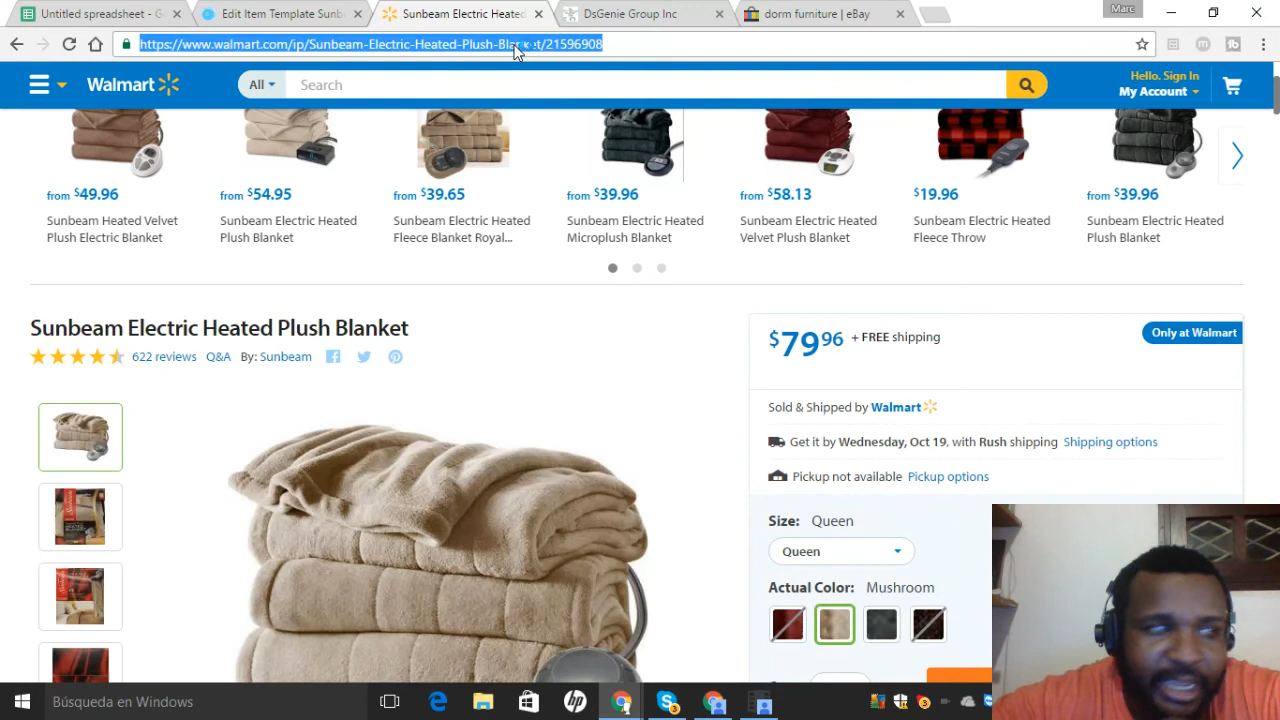 Untitled spreadsheet - G
Edit Item Template Sunb
Sunbeam Electric Heated
DsGenie Group Inc
dorm furniture | eBay
Marc
https://www.walmart.com/ip/Sunbeam-Electric-Heated-Plush-Blanket/21596908
Walmart
All
Search
Hello. Sign In
My Account
from $49.96
from $54.95
from $39.65
from $39.96
from $58.13
$19.96
from $39.96
Sunbeam Heated Velvet
Plush Electric Blanket
Sunbeam Electric Heated
Plush Blanket
Sunbeam Electric Heated
Fleece Blanket Royal...
Sunbeam Electric Heated
Microplush Blanket
Sunbeam Electric Heated
Velvet Plush Blanket
Sunbeam Electric Heated
Fleece Throw
Sunbeam Electric Heated
Plush Blanket
Sunbeam Electric Heated Plush Blanket
622 reviews Q&A By: Sunbeam
$79.96 + FREE shipping
Only at Walmart
Sold & Shipped by Walmart
Get it by Wednesday, Oct 19, with Rush shipping Shipping options
Pickup not available Pickup options
Size: Queen
Queen
Actual Color: Mushroom
Búsqueda en Windows